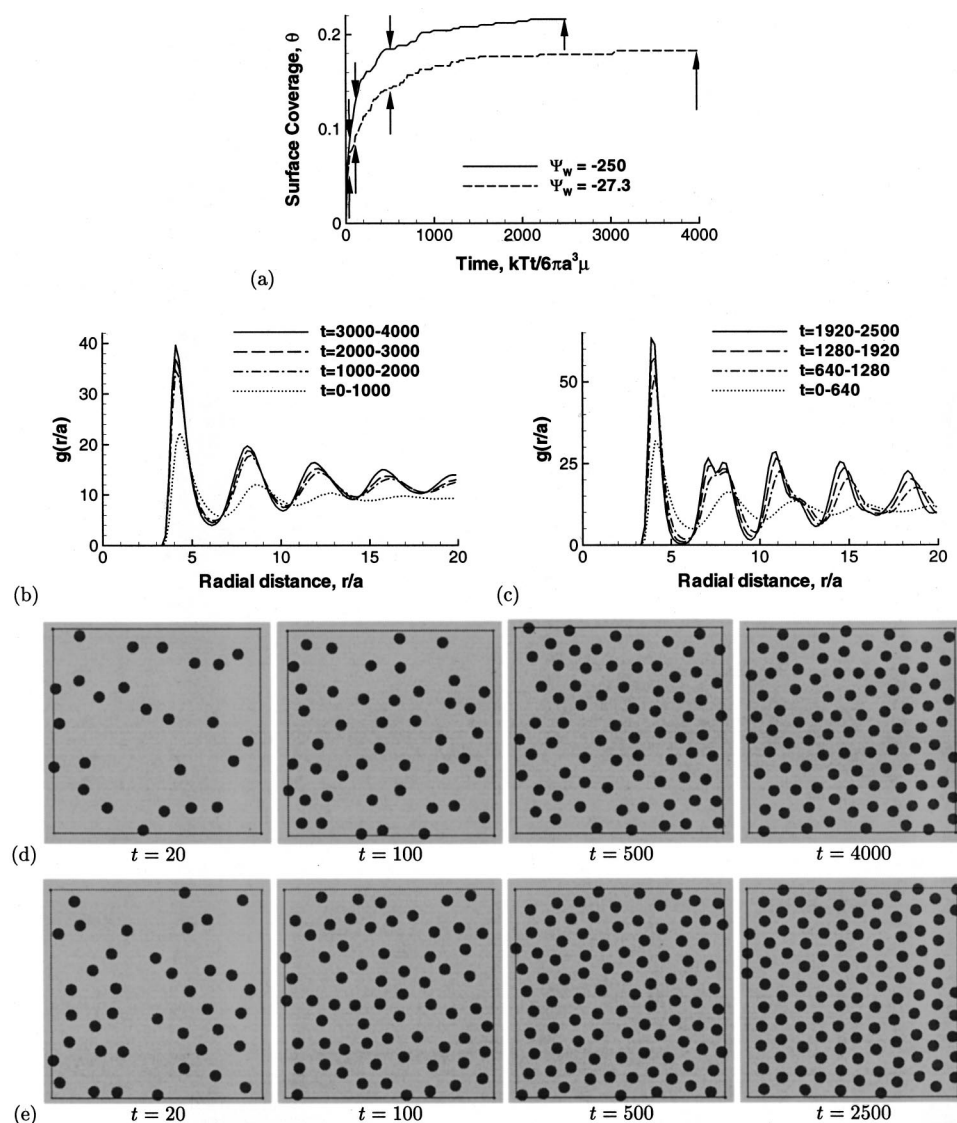 0.2
0.1
0
Surface Coverage, θ
Ψw = -250
Ψw = -27.3
0 1000 2000 3000 4000
Time, kTt/6πa³μ
(a)
t=3000-4000
t=2000-3000
t=1000-2000
t=0-1000
40
30
20
10
0
g(r/a)
0 5 10 15 20
Radial distance, r/a
(b)
t=1920-2500
t=1280-1920
t=640-1280
t=0-640
50
25
0
g(r/a)
0 5 10 15 20
Radial distance, r/a
(c)
(d)
t = 20 t = 100 t = 500 t = 4000
(e)
t = 20 t = 100 t = 500 t = 2500